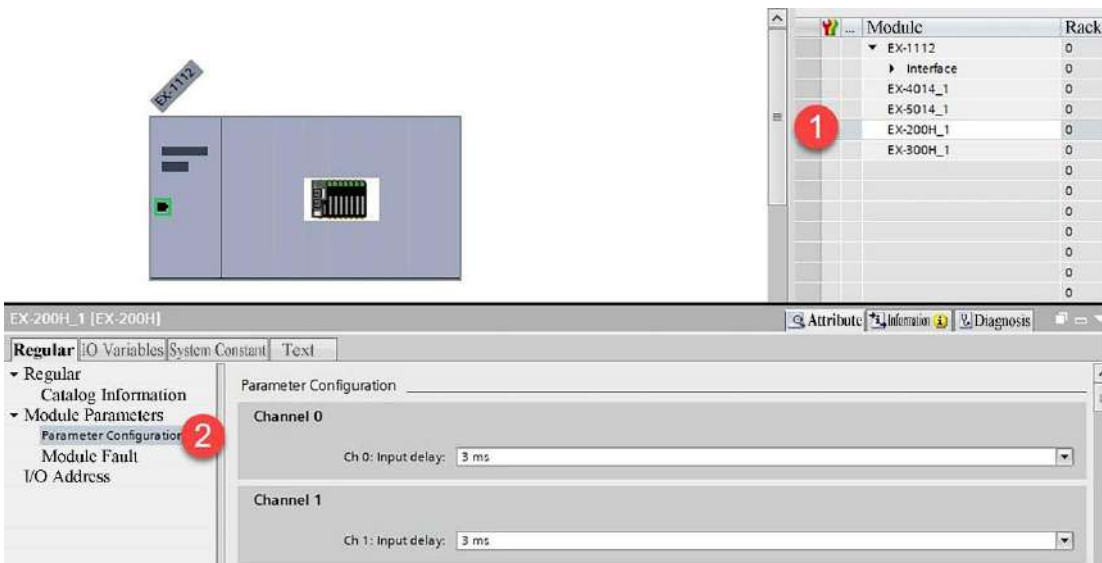 ... Module Rack
EX-1112 0
Interface 0
EX-4014_1 0
EX-5014_1 0
1 EX-200H_1 0
EX-300H_1 0
0
0
0
0
0
0
0
EX-1112
EX-200H_1 [EX-200H] Attribute Information Diagnosis
Regular IO Variables System Constant Text
Regular
Catalog Information
Module Parameters
Parameter Configuration 2
Module Fault
I/O Address
Parameter Configuration
Channel 0
Ch 0: Input delay: 3 ms
Channel 1
Ch 1: Input delay: 3 ms